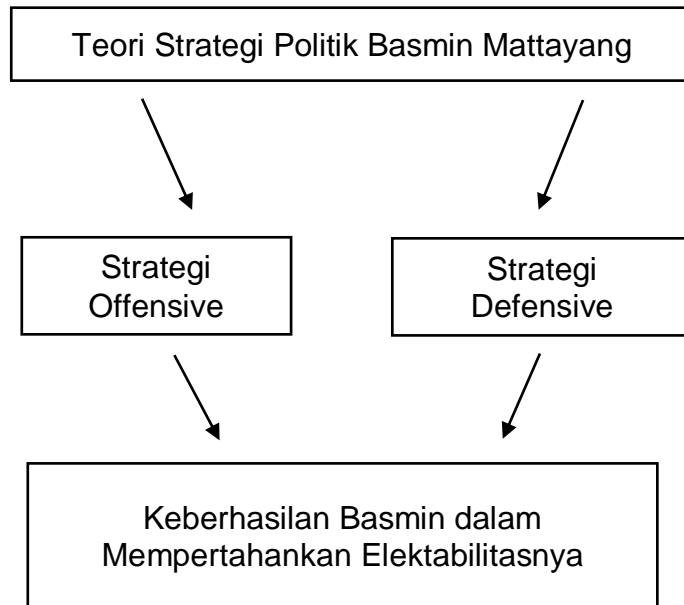 Teori Strategi Politik Basmin Mattayang
Strategi
Offensive
Strategi
Defensive
Keberhasilan Basmin dalam
Mempertahankan Elektabilitasnya